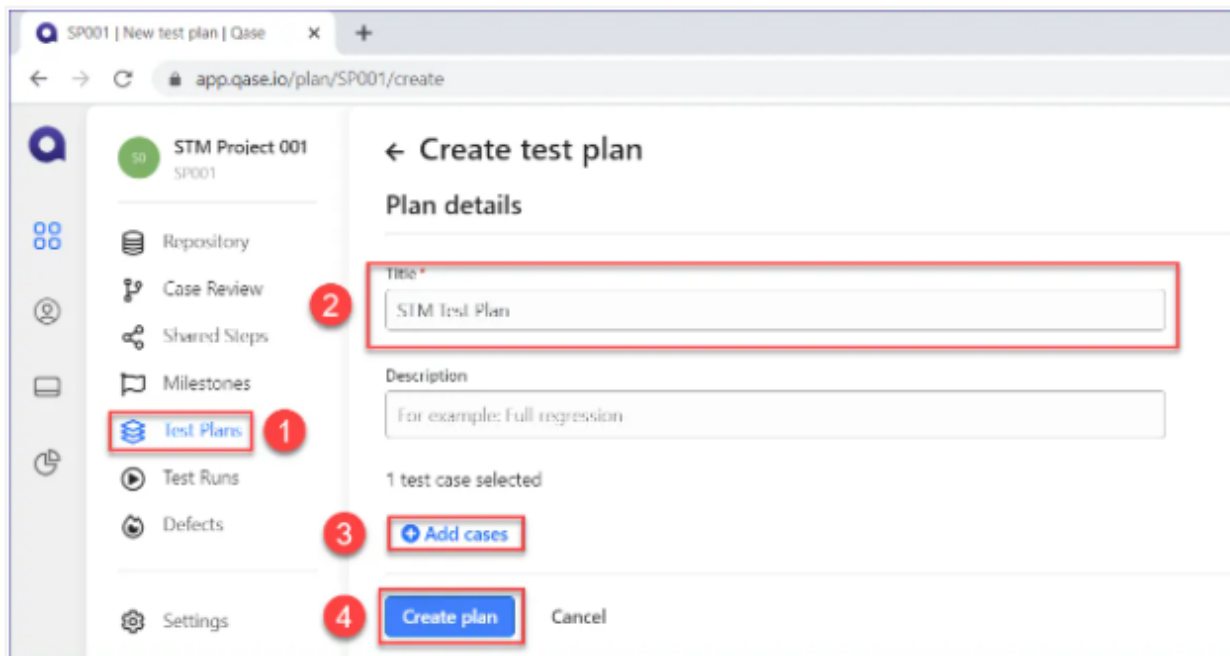 SP001 | New test plan | Qase
app.qase.io/plan/SP001/create
S0
STM Project 001
SP001
Repository
Case Review
Shared Steps
Milestones
Test Plans
1
Test Runs
Defects
Settings
← Create test plan
Plan details
2
Title *
STM Test Plan
Description
For example: Full regression
1 test case selected
3
Add cases
4
Create plan Cancel